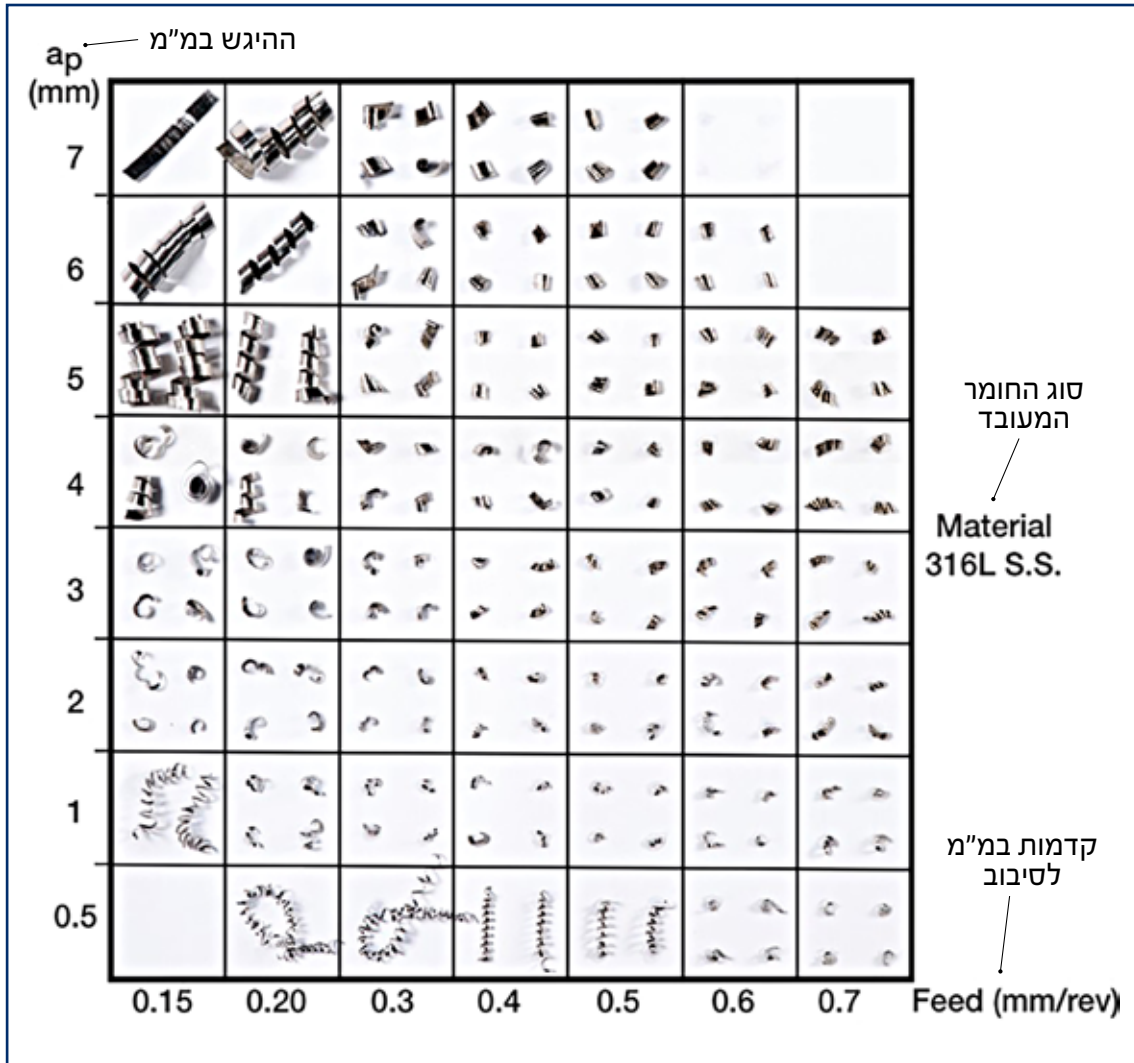 ההיגש במ"מ
ap
(mm)
7
6
5
4
3
2
1
0.5
סוג החומר
המעובד
Material
316L S.S.
קדמות במ"מ
לסיבוב
0.15 0.20 0.3 0.4 0.5 0.6 0.7 Feed (mm/rev)